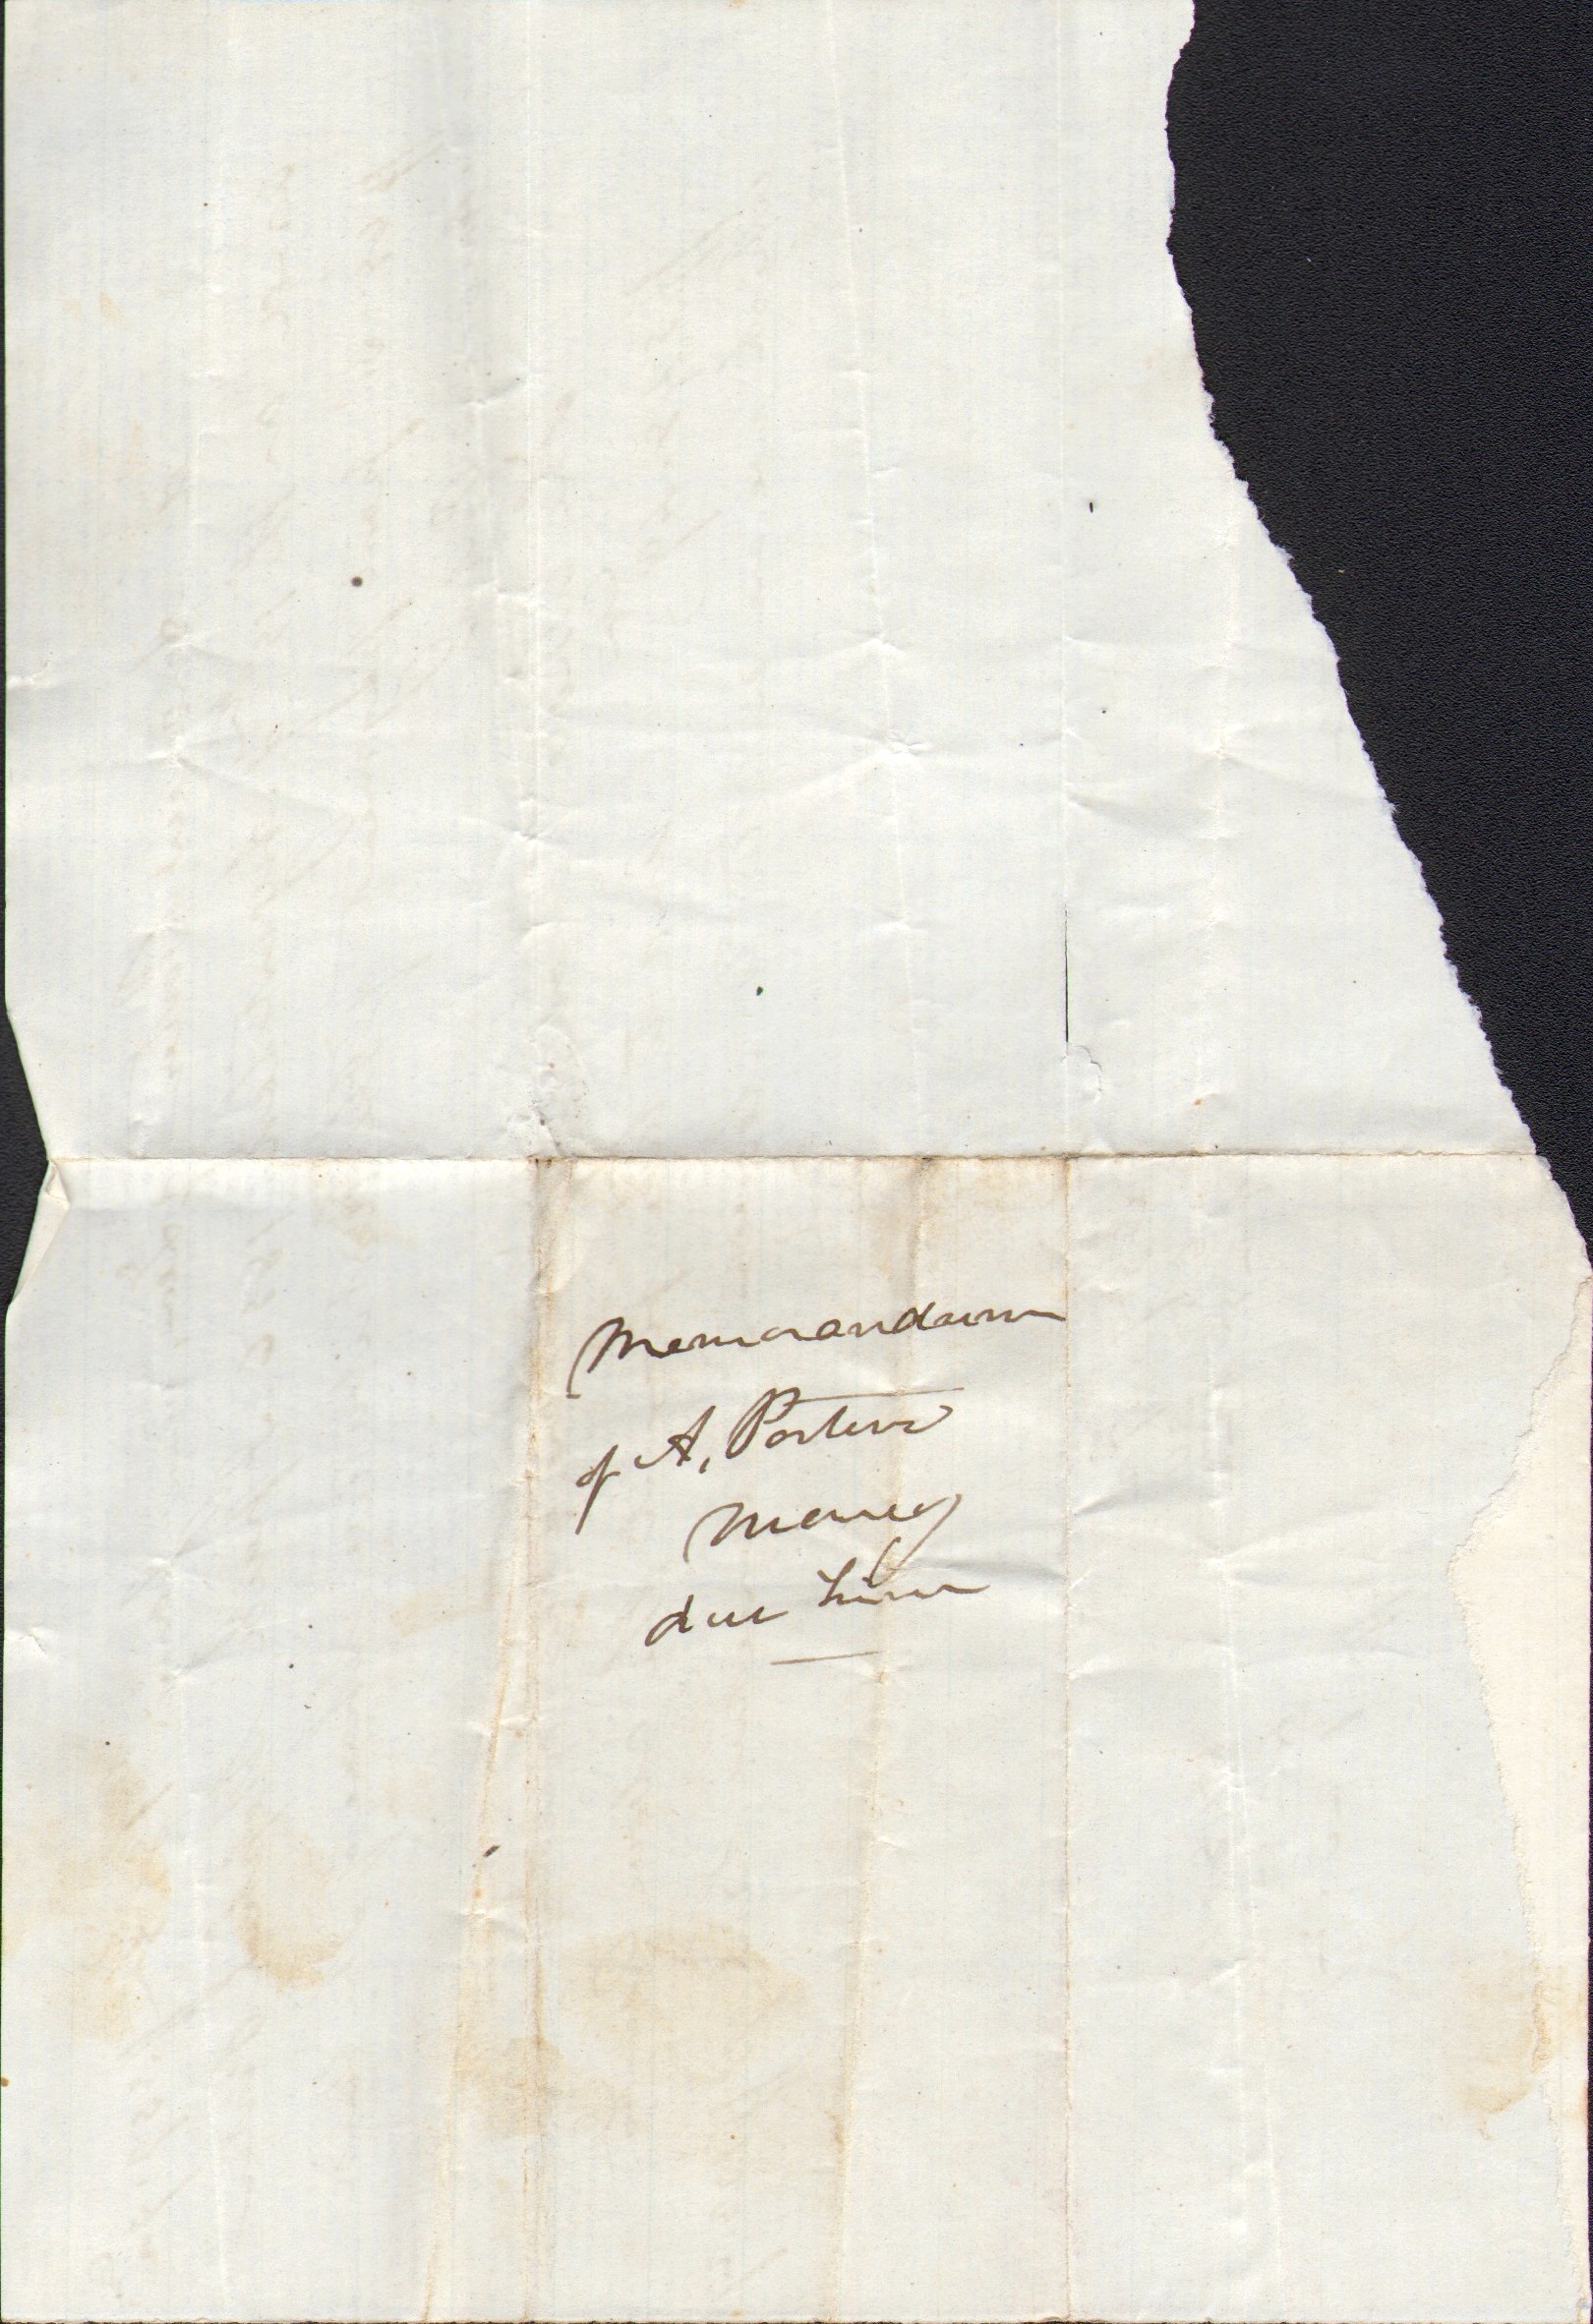 Memorandum
of A, Porters
Money
due him